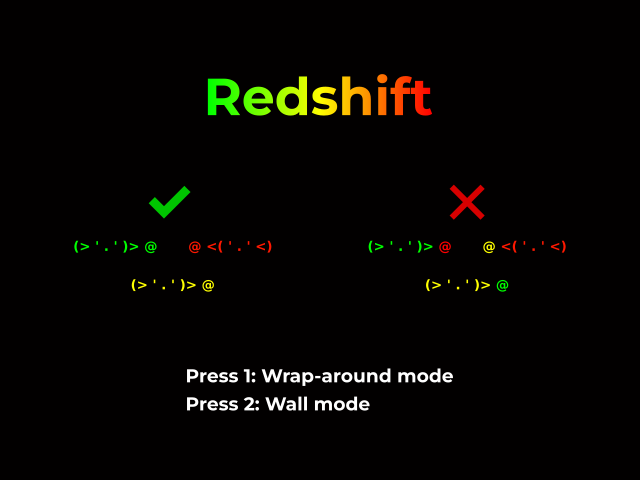 Redshift
✓ ✕
(>'.')> @ @ <('.'<) (>'.')> @ @ <('.'<)
(>'.')> @ (>'.')> @
Press 1: Wrap-around mode
Press 2: Wall mode